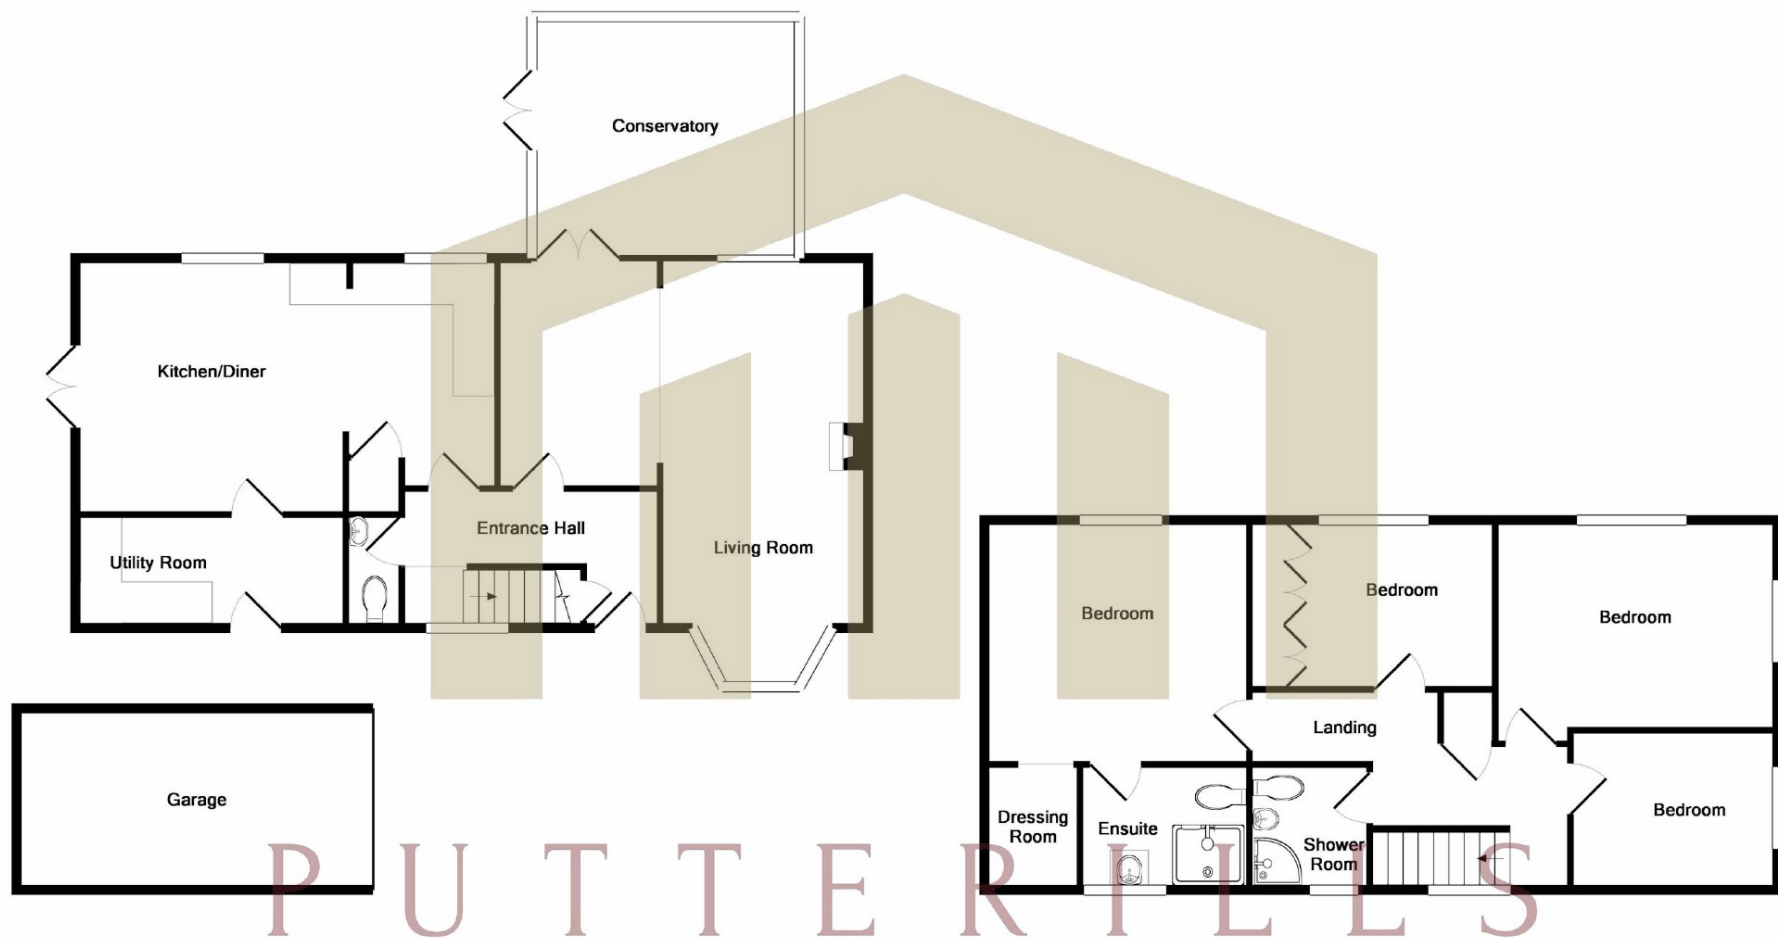 Conservatory
Kitchen/Diner
Entrance Hall
Living Room
Utility Room
Bedroom
Bedroom
Bedroom
Landing
Garage
Dressing
Room
Ensuite
Shower
Room
Bedroom
PUTTERILLS